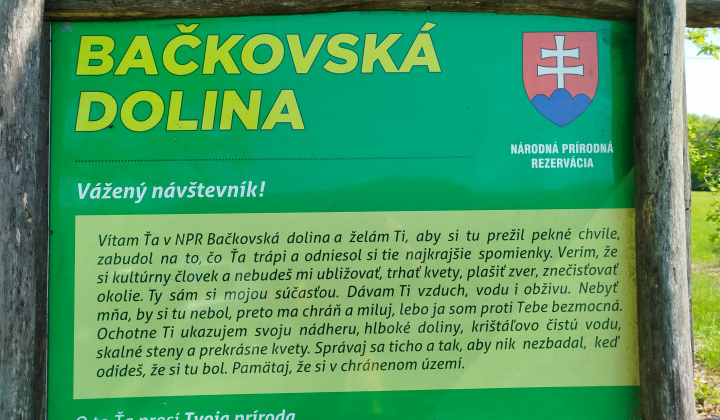 BAČKOVSKÁ
DOLINA
NÁRODNÁ PRÍRODNÁ
REZERVÁCIA
Vážený návštevník!
Vítam Ťa v NPR Bačkovská dolina a želám Ti, aby si tu prežil pekné chvíle,
zabudol na to, čo Ťa trápi a odniesol si tie najkrajšie spomienky. Verím, že
si kultúrny človek a nebudeš mi ubližovať, trhať kvety, plašiť zver, znečisťovať
okolie. Ty sám si mojou súčasťou. Dávam Ti vzduch, vodu i obživu. Nebyť
mňa, by si tu nebol, preto ma chráň a miluj, lebo ja som proti Tebe bezmocná.
Ochotne Ti ukazujem svoju nádheru, hlboké doliny, krištáľovo čistú vodu,
skalné steny a prekrásne kvety. Správaj sa ticho a tak, aby nik nezbadal, keď
odídeš, že si tu bol. Pamätaj, že si v chránenom území.
O to Ťa prosí Tvoja príroda